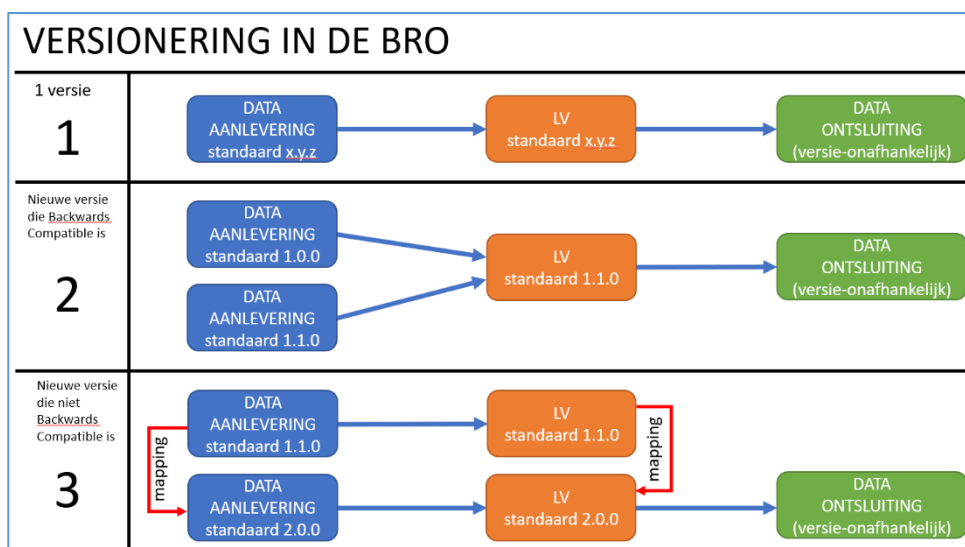 VERSIONERING IN DE BRO
1 versie
1
DATA
AANLEVERING
standaard x.y.z
LV
standaard x.y.z
DATA
ONTSLUITING
(versie-onafhankelijk)
Nieuwe versie
die Backwards
Compatible is
2
DATA
AANLEVERING
standaard 1.0.0
DATA
AANLEVERING
standaard 1.1.0
LV
standaard 1.1.0
DATA
ONTSLUITING
(versie-onafhankelijk)
Nieuwe versie
die niet
Backwards
Compatible is
3
mapping
DATA
AANLEVERING
standaard 1.1.0
LV
standaard 1.1.0
mapping
DATA
AANLEVERING
standaard 2.0.0
LV
standaard 2.0.0
DATA
ONTSLUITING
(versie-onafhankelijk)